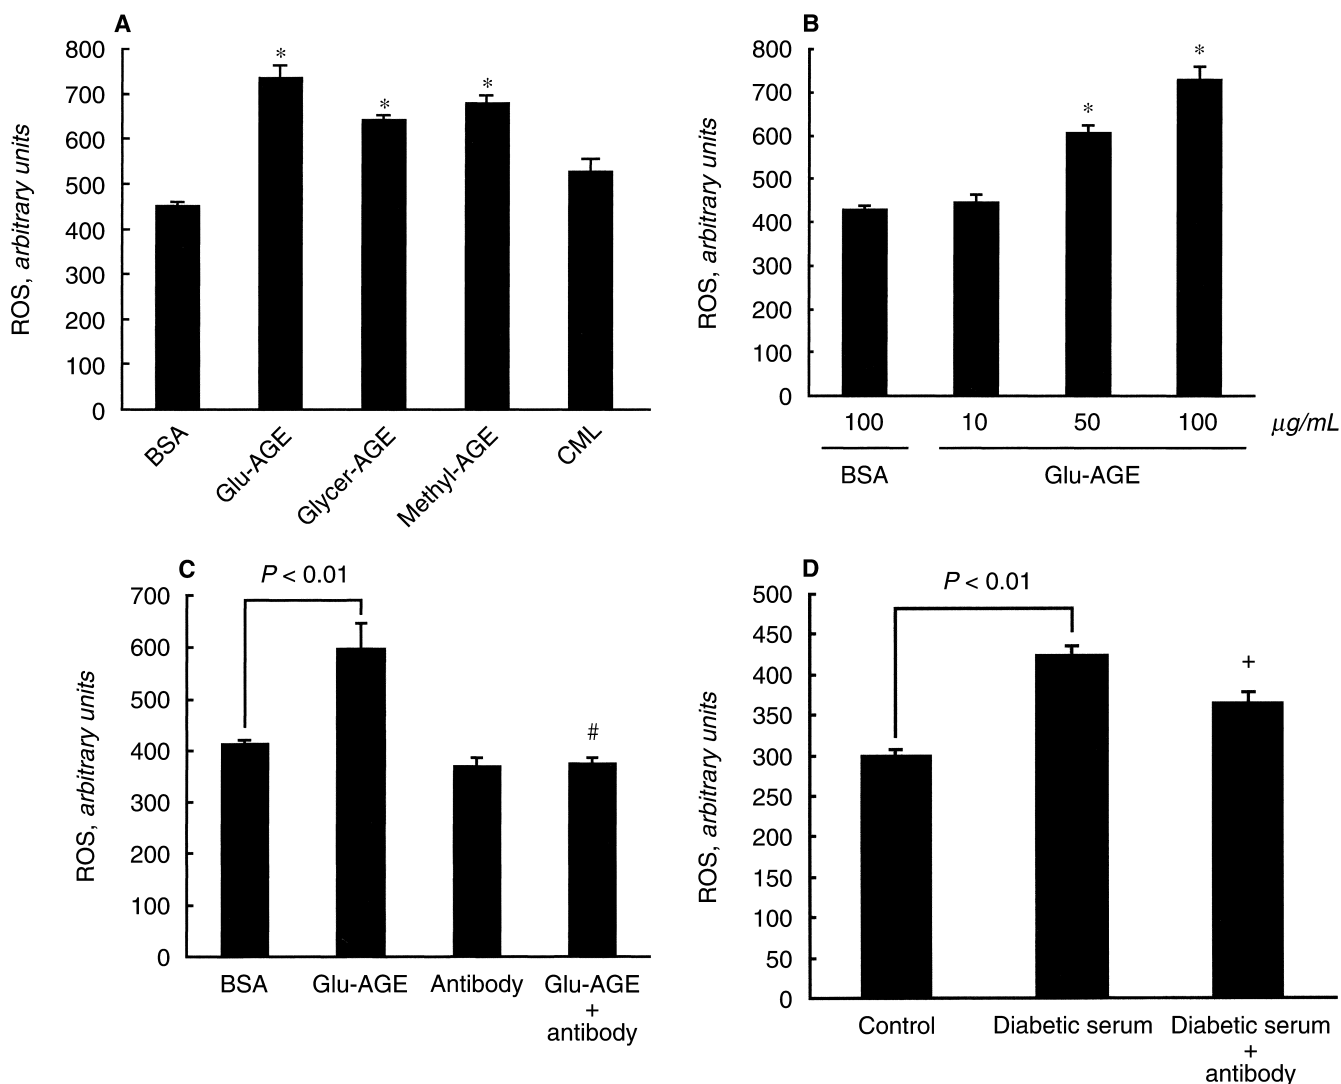 A
800
700
600
500
400
300
200
100
0
ROS, arbitrary units
*
*
*
BSA
Glu-AGE
Glycer-AGE
Methyl-AGE
CML
B
800
700
600
500
400
300
200
100
0
ROS, arbitrary units
*
*
100 10 50 100 µg/mL
BSA Glu-AGE
C
P < 0.01
700
600
500
400
300
200
100
0
ROS, arbitrary units
#
BSA Glu-AGE Antibody Glu-AGE
+
antibody
D
P < 0.01
500
450
400
350
300
250
200
150
100
50
0
ROS, arbitrary units
+
Control Diabetic serum Diabetic serum
+
antibody